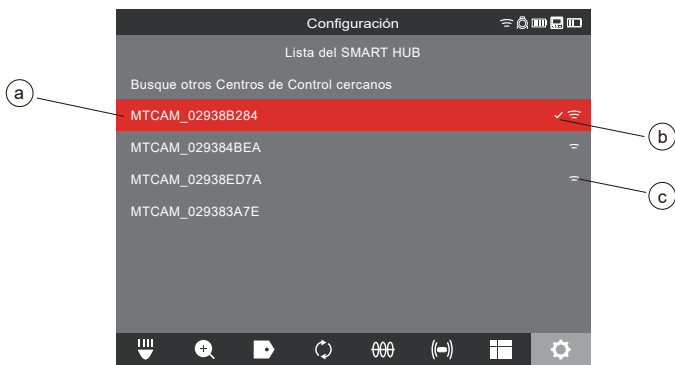 Configuración
Lista del SMART HUB
Busque otros Centros de Control cercanos
a
MTCAM_02938B284
b
MTCAM_029384BEA
MTCAM_02938ED7A
c
MTCAM_029383A7E